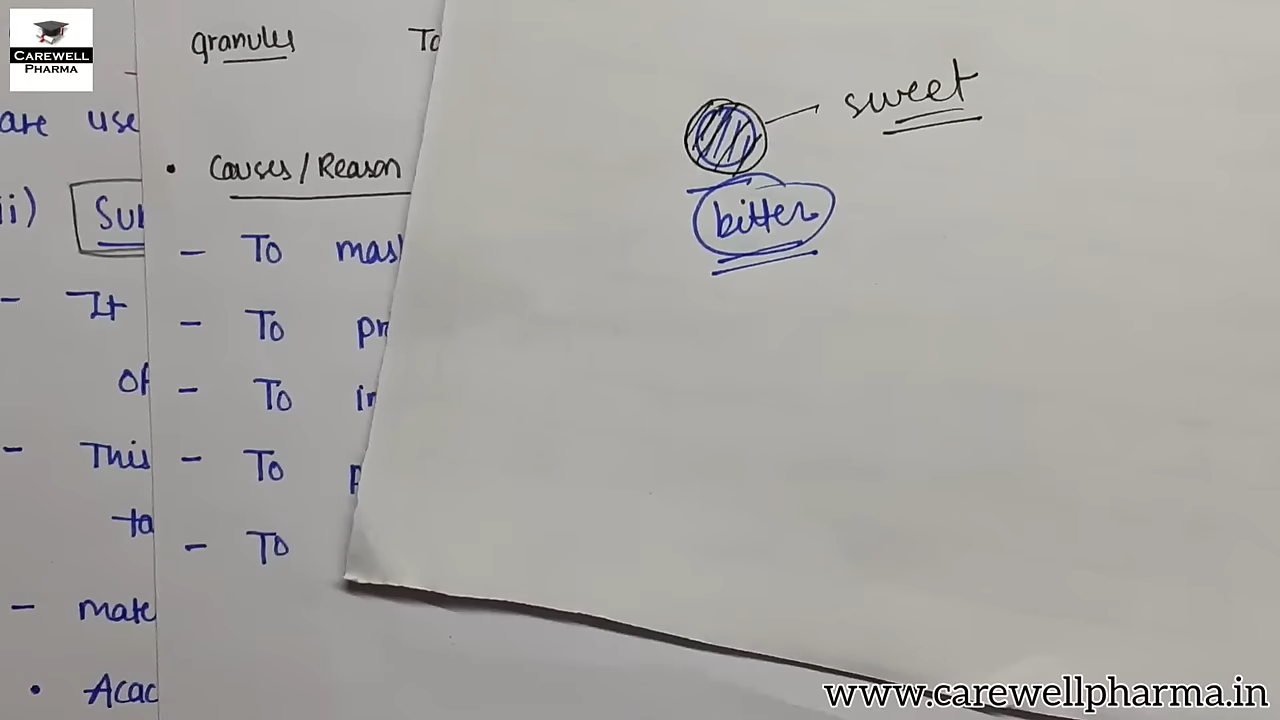 CAREWELL
PHARMA
are use
ii)
- It
of
- This
ta
- mate
• Acac
granules To
• Causes/Reason
- To mas
- To pr
- To in
- To p
- To
sweet
bitter
www.carewellpharma.in